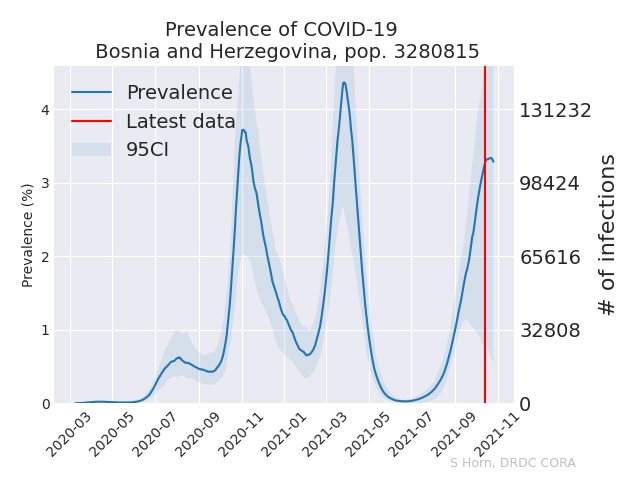 Prevalence of COVID-19
Bosnia and Herzegovina, pop. 3280815
Prevalence
Latest data
95CI
Prevalence (%)
4
3
2
1
0
131232
98424
65616
32808
0
# of infections
2020-03
2020-05
2020-07
2020-09
2020-11
2021-01
2021-03
2021-05
2021-07
2021-09
2021-11
S Horn, DRDC CORA